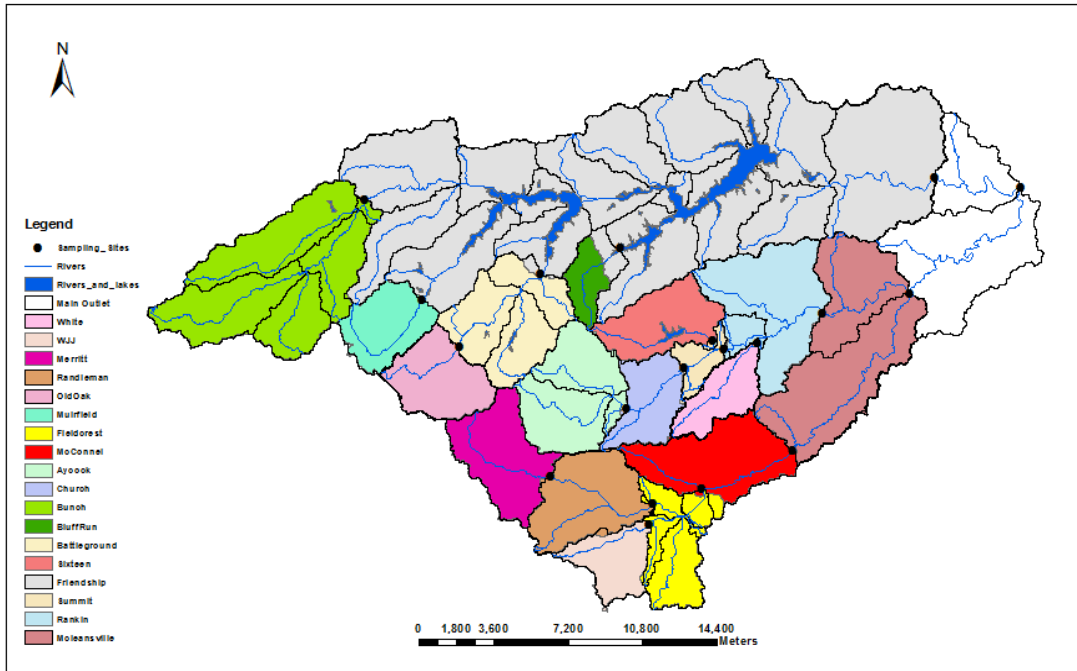 N
Legend
Sampling_Sites
Rivers
Rivers_and_lakes
Main Outlet
White
WJJ
Merritt
Randleman
OldOak
Muirfield
Fieldcrest
McConnel
Aycock
Church
Bunch
BluffRun
Battleground
Sixteen
Friendship
Summit
Rankin
Mcleansville
0 1,800 3,600 7,200 10,800 14,400
Meters